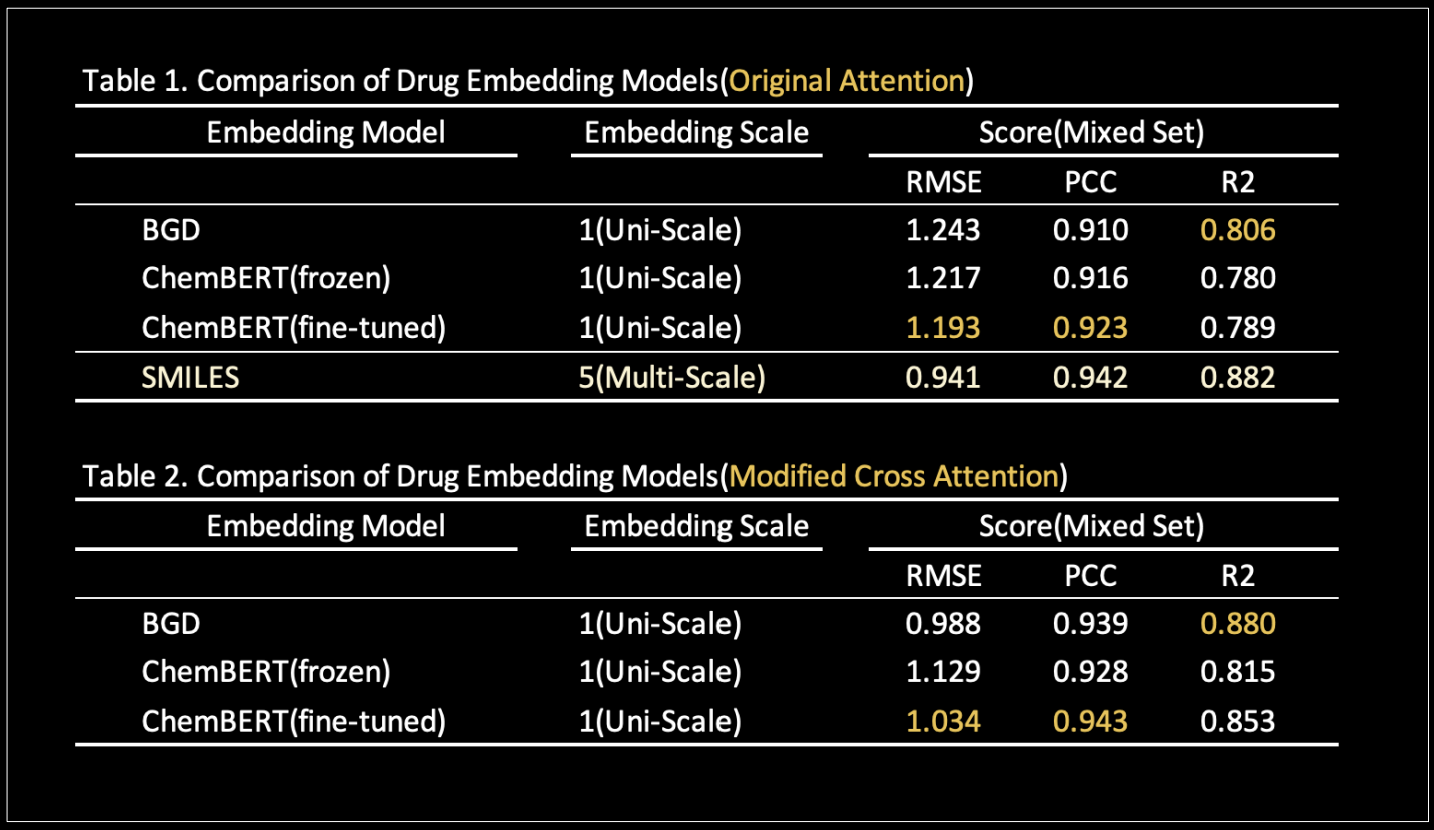 Table 1. Comparison of Drug Embedding Models(Original Attention)
Embedding Model Embedding Scale Score(Mixed Set)
RMSE PCC R2
BGD 1(Uni-Scale) 1.243 0.910 0.806
ChemBERT(frozen) 1(Uni-Scale) 1.217 0.916 0.780
ChemBERT(fine-tuned) 1(Uni-Scale) 1.193 0.923 0.789
SMILES 5(Multi-Scale) 0.941 0.942 0.882
Table 2. Comparison of Drug Embedding Models(Modified Cross Attention)
Embedding Model Embedding Scale Score(Mixed Set)
RMSE PCC R2
BGD 1(Uni-Scale) 0.988 0.939 0.880
ChemBERT(frozen) 1(Uni-Scale) 1.129 0.928 0.815
ChemBERT(fine-tuned) 1(Uni-Scale) 1.034 0.943 0.853